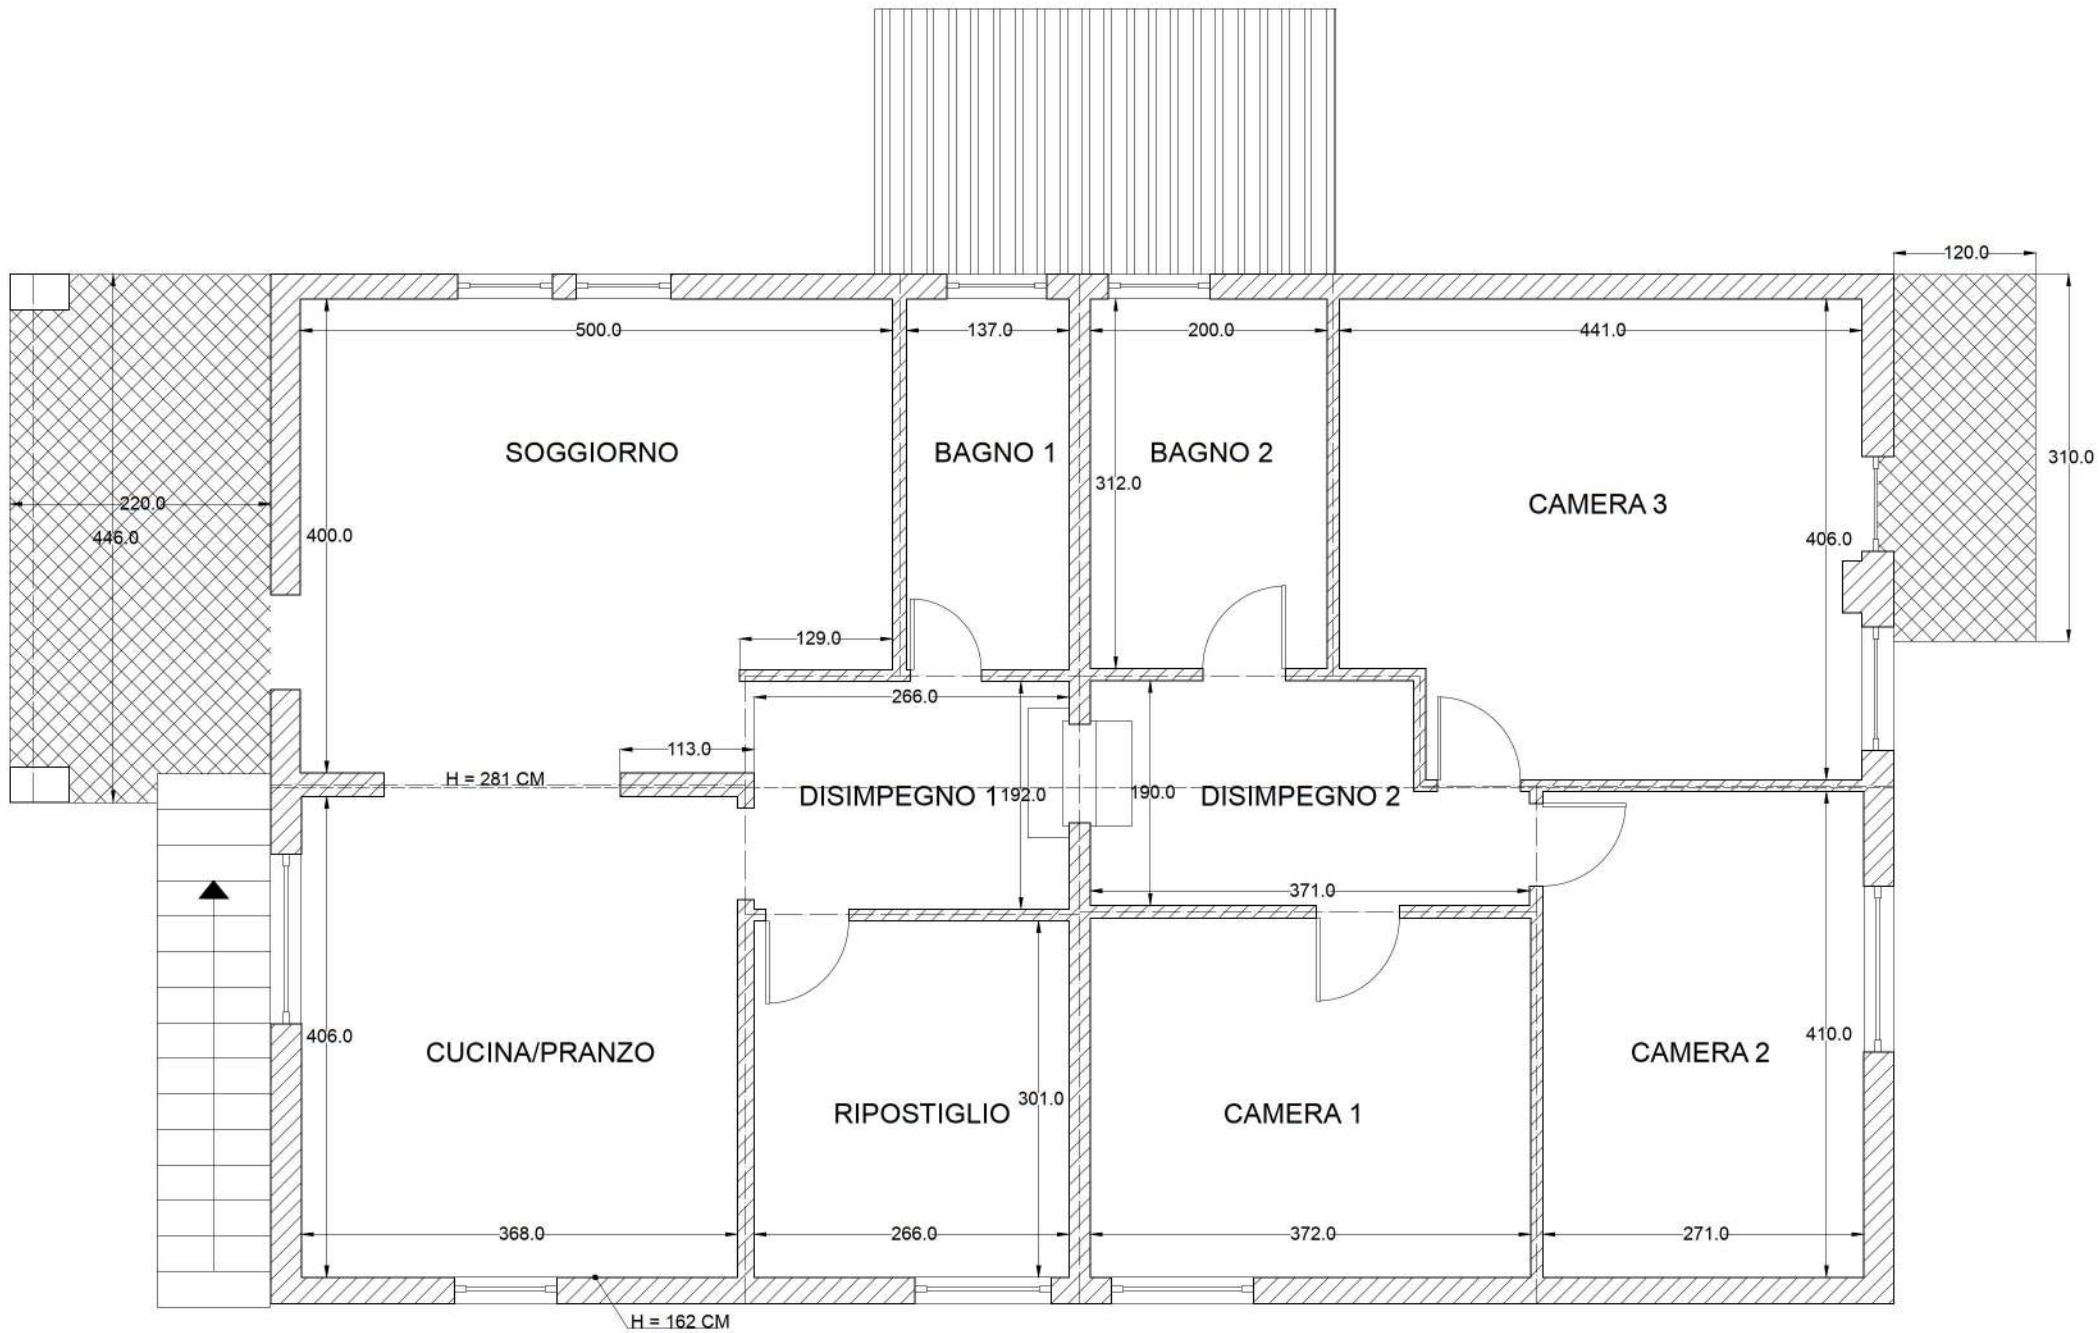 120.0
500.0
137.0
200.0
441.0
SOGGIORNO
BAGNO 1
BAGNO 2
310.0
312.0
220.0
CAMERA 3
446.0
400.0
406.0
129.0
266.0
113.0
H = 281 CM
DISIMPEGNO 1
192.0
190.0
DISIMPEGNO 2
371.0
406.0
CUCINA/PRANZO
410.0
CAMERA 2
301.0
RIPOSTIGLIO
CAMERA 1
368.0
266.0
372.0
271.0
H = 162 CM